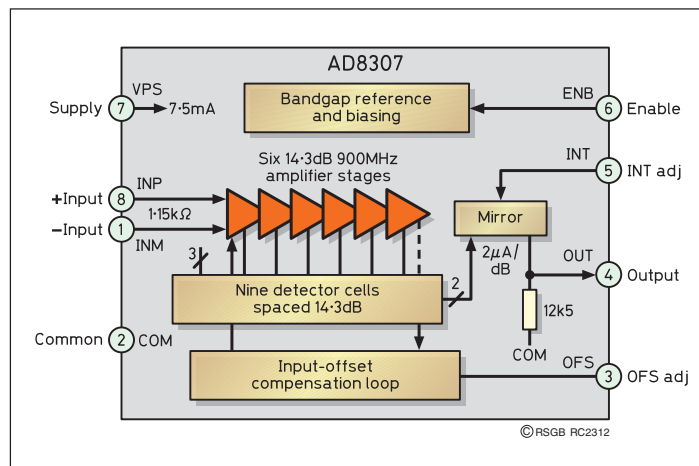 AD8307
VPS
ENB
Supply
7
7·5mA
Bandgap reference
and biasing
6
Enable
Six 14·3dB 900MHz
amplifier stages
INT
5
INT adj
+Input
8
INP
1·15kΩ
–Input
1
INM
Mirror
2µA/
dB
OUT
4
Output
3
Nine detector cells
spaced 14·3dB
2
12k5
COM
Common
2
COM
Input-offset
compensation loop
OFS
3
OFS adj
©RSGB RC2312